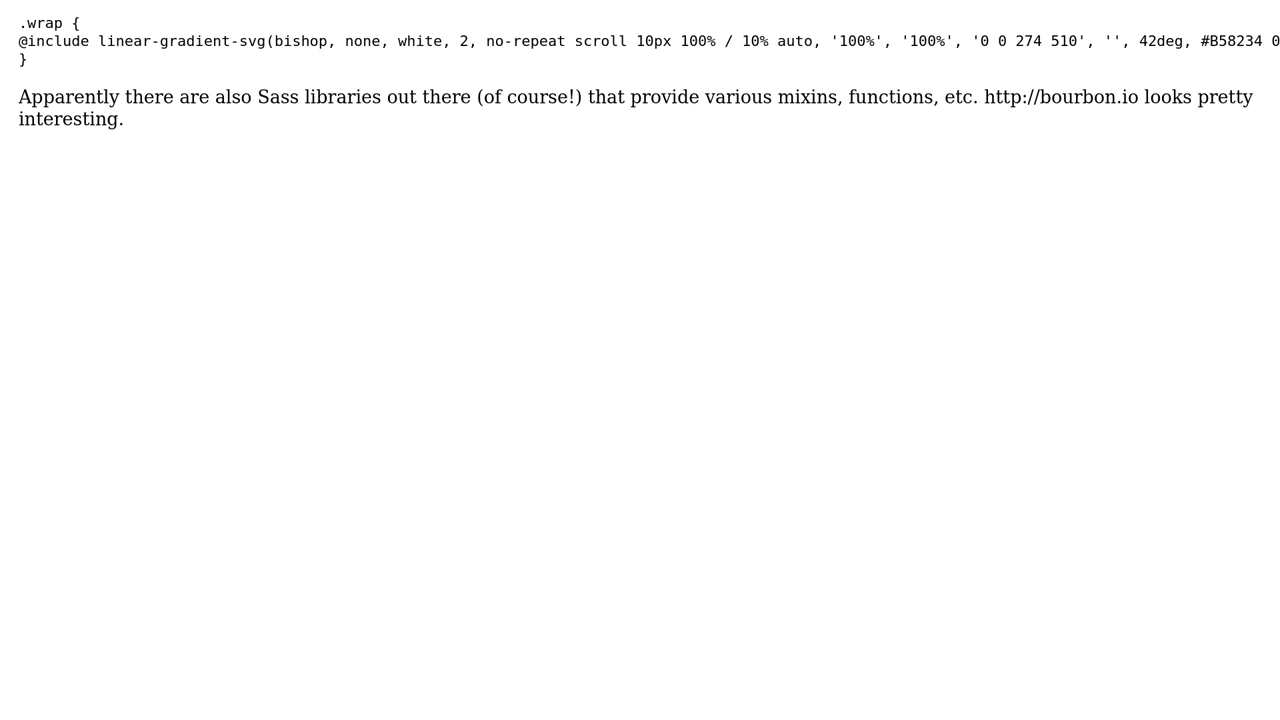 .wrap {
@include linear-gradient-svg(bishop, none, white, 2, no-repeat scroll 10px 100% / 10% auto, '100%', '100%', '0 0 274 510', '', 42deg, #B58234 0
}
Apparently there are also Sass libraries out there (of course!) that provide various mixins, functions, etc. http://bourbon.io looks pretty
interesting.